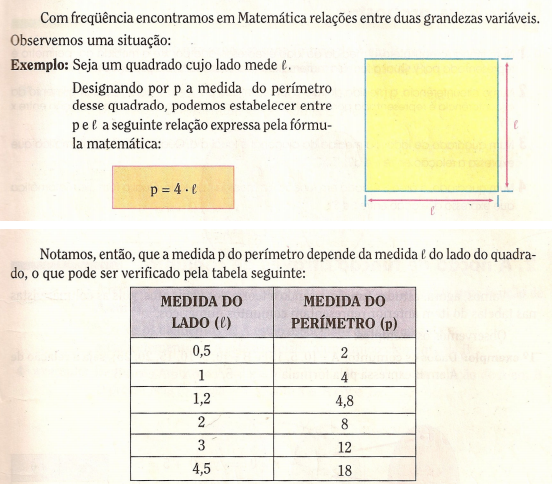 Com freqüência encontramos em Matemática relações entre duas grandezas variáveis.
Observemos uma situação:
Exemplo: Seja um quadrado cujo lado mede ℓ.
Designando por p a medida do perímetro
desse quadrado, podemos estabelecer entre
p e ℓ a seguinte relação expressa pela fórmu-
la matemática:
p = 4 · ℓ
ℓ
ℓ
Notamos, então, que a medida p do perímetro depende da medida ℓ do lado do quadra-
do, o que pode ser verificado pela tabela seguinte:
MEDIDA DO LADO (ℓ) MEDIDA DO PERÍMETRO (p)
0,5 2
1 4
1,2 4,8
2 8
3 12
4,5 18